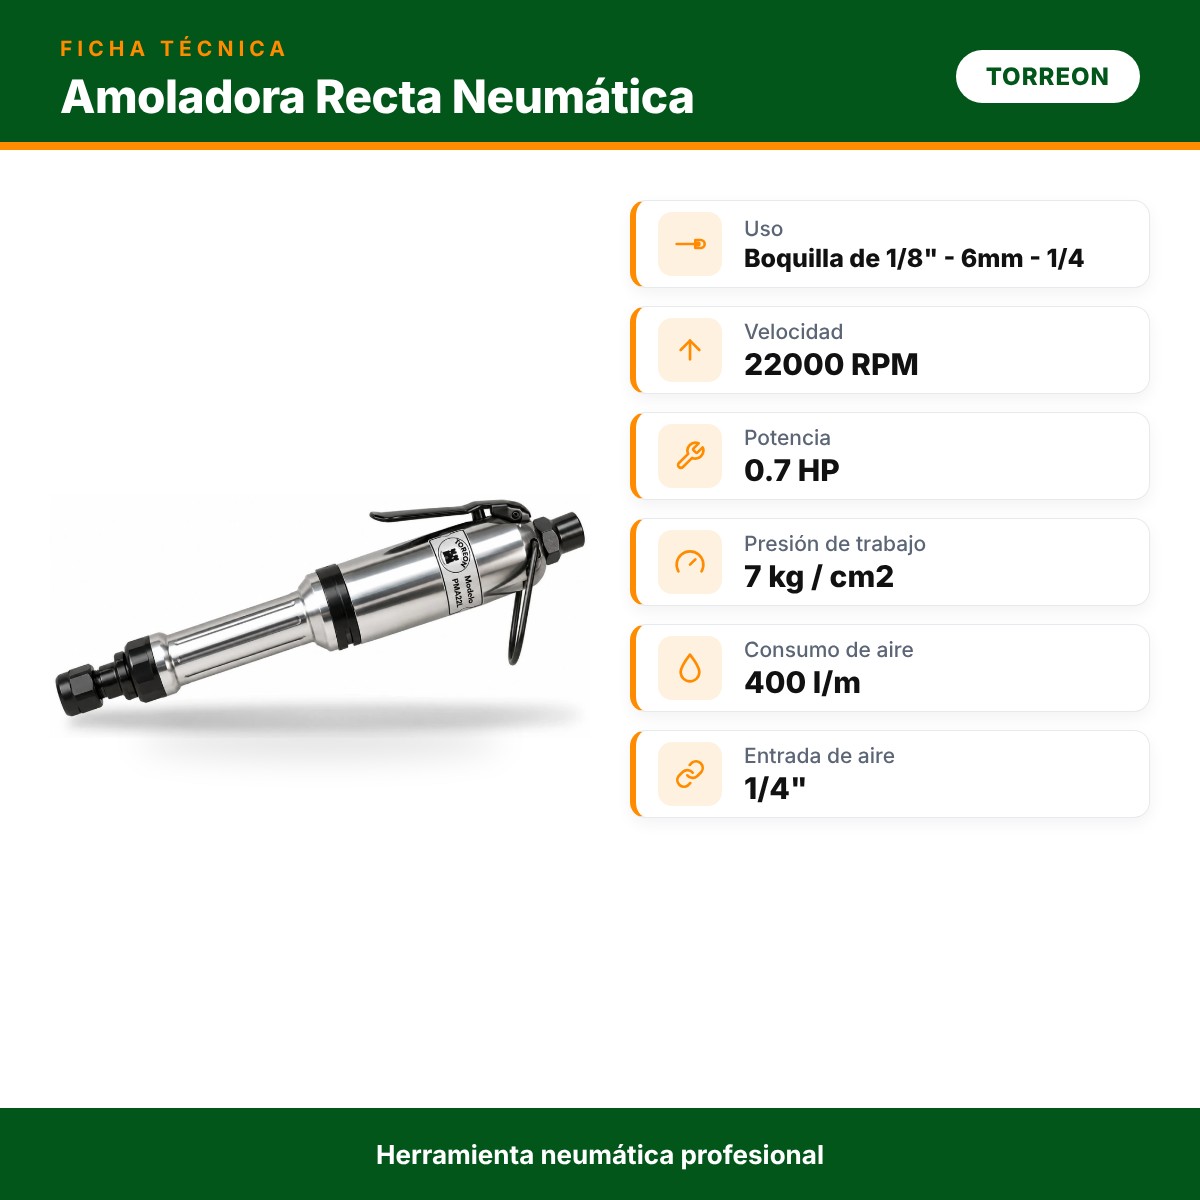 FICHA TÉCNICA
Amoladora Recta Neumática
TORREON
Uso
Boquilla de 1/8" - 6mm - 1/4
Velocidad
22000 RPM
Potencia
0.7 HP
Presión de trabajo
7 kg / cm2
Consumo de aire
400 l/m
Entrada de aire
1/4"
Modelo
PMA22L
Herramienta neumática profesional